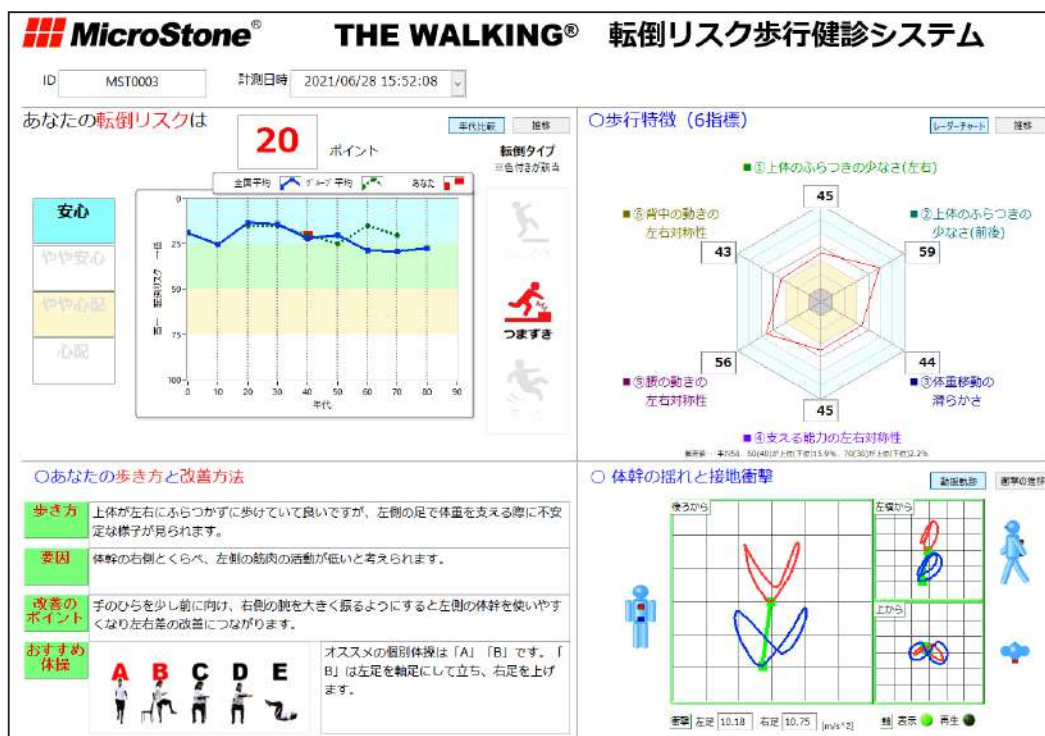 MicroStone® THE WALKING® 転倒リスク歩行健診システム
ID MST0003 計測日時 2021/06/28 15:52:08
あなたの転倒リスクは
20 ポイント
年代比較 推移
転倒タイプ
※色付きが該当
全国平均 グループ平均 あなた
安心
やや安心
やや心配
心配
0
25
50
75
100
転倒リスク
0 10 20 30 40 50 60 70 80 90
年代
つまずき
○歩行特徴（6指標）
レーダーチャート 推移
■①上体のふらつきの少なさ(左右)
45
■⑥背中の動きの
左右対称性
43
■②上体のふらつきの
少なさ(前後)
59
56
■⑤腰の動きの
左右対称性
44
■③体重移動の
滑らかさ
45
■④支える能力の左右対称性
○あなたの歩き方と改善方法
歩き方
上体が左右にふらつかずに歩けていて良いですが、左側の足で体重を支える際に不安
定な様子が見られます。
要因
体幹の右側とくらべ、左側の筋肉の活動が低いと考えられます。
改善の
ポイント
手のひらを少し前に向け、右側の腕を大きく振るようにすると左側の体幹を使いやす
くなり左右差の改善につながります。
おすすめ
体操
A B C D E
オススメの個別体操は「A」「B」です。「
B」は左足を軸足にして立ち、右足を上げ
ます。
○ 体幹の揺れと接地衝撃
動揺軌跡 衝撃の推移
後ろから
左横から
上から
衝撃 左足 10.18 右足 10.75 [m/s^2]
軸 表示 再生